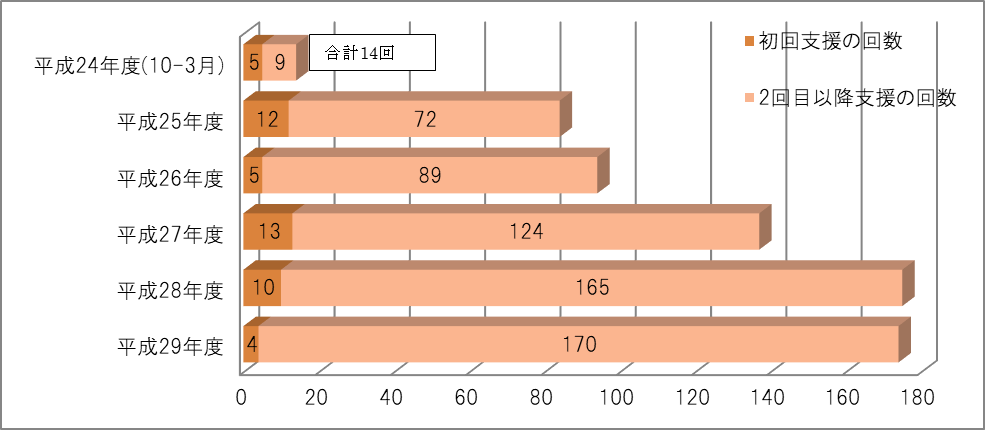 合計14回
初回支援の回数
2回目以降支援の回数
平成24年度(10-3月) 5 9
平成25年度 12 72
平成26年度 5 89
平成27年度 13 124
平成28年度 10 165
平成29年度 4 170
0 20 40 60 80 100 120 140 160 180